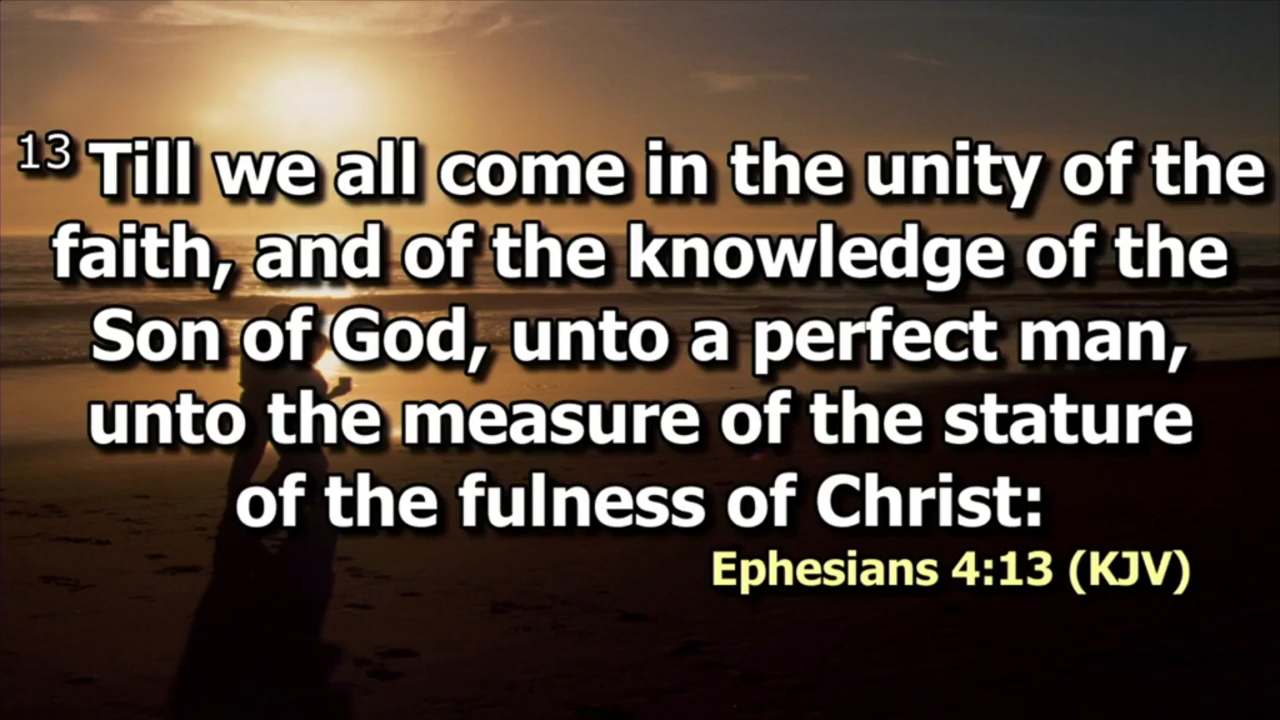 13 Till we all come in the unity of the
faith, and of the knowledge of the
Son of God, unto a perfect man,
unto the measure of the stature
of the fulness of Christ:
Ephesians 4:13 (KJV)